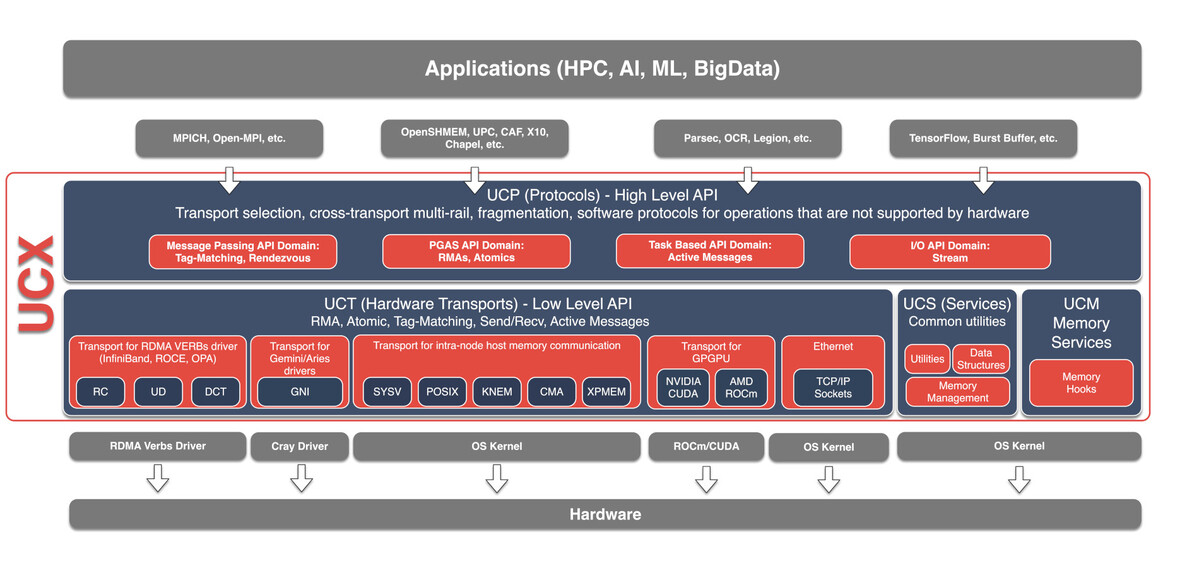 Applications (HPC, AI, ML, BigData)
MPICH, Open-MPI, etc.
OpenSHMEM, UPC, CAF, X10,
Chapel, etc.
Parsec, OCR, Legion, etc.
TensorFlow, Burst Buffer, etc.
UCX
UCP (Protocols) - High Level API
Transport selection, cross-transport multi-rail, fragmentation, software protocols for operations that are not supported by hardware
Message Passing API Domain:
Tag-Matching, Rendezvous
PGAS API Domain:
RMAs, Atomics
Task Based API Domain:
Active Messages
I/O API Domain:
Stream
UCT (Hardware Transports) - Low Level API
RMA, Atomic, Tag-Matching, Send/Recv, Active Messages
Transport for RDMA VERBs driver
(InfiniBand, ROCE, OPA)
RC
UD
DCT
Transport for
Gemini/Aries
drivers
GNI
Transport for intra-node host memory communication
SYSV
POSIX
KNEM
CMA
XPMEM
Transport for
GPGPU
NVIDIA
CUDA
AMD
ROCm
Ethernet
TCP/IP
Sockets
UCS (Services)
Common utilities
Utilities
Data
Structures
Memory
Management
UCM
Memory
Services
Memory
Hooks
RDMA Verbs Driver
Cray Driver
OS Kernel
ROCm/CUDA
OS Kernel
OS Kernel
Hardware